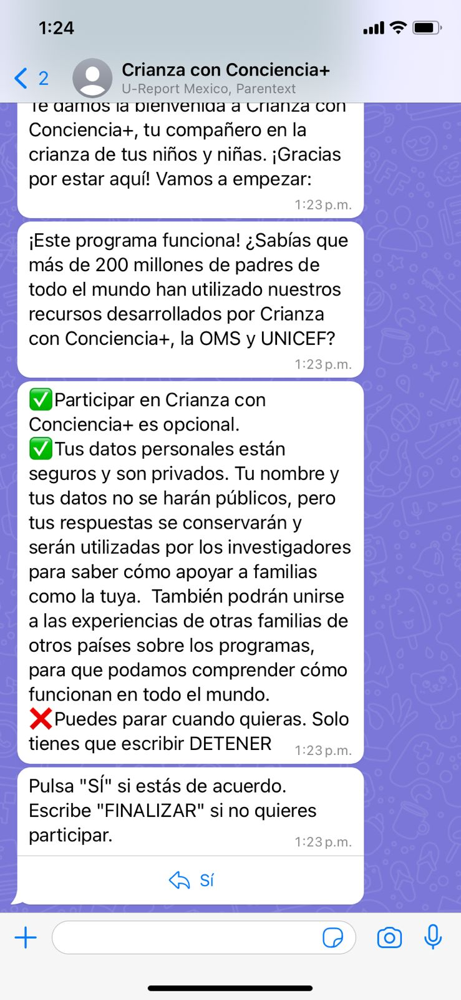 1:24
2
Crianza con Conciencia+
U-Report Mexico, Parentext
Te damos la bienvenida a Crianza con
Conciencia+, tu compañero en la
crianza de tus niños y niñas. ¡Gracias
por estar aquí! Vamos a empezar:
1:23 p.m.
¡Este programa funciona! ¿Sabías que
más de 200 millones de padres de
todo el mundo han utilizado nuestros
recursos desarrollados por Crianza
con Conciencia+, la OMS y UNICEF?
1:23 p.m.
✅Participar en Crianza con
Conciencia+ es opcional.
✅Tus datos personales están
seguros y son privados. Tu nombre y
tus datos no se harán públicos, pero
tus respuestas se conservarán y
serán utilizadas por los investigadores
para saber cómo apoyar a familias
como la tuya.  También podrán unirse
a las experiencias de otras familias de
otros países sobre los programas,
para que podamos comprender cómo
funcionan en todo el mundo.
❌Puedes parar cuando quieras. Solo
tienes que escribir DETENER
1:23 p.m.
Pulsa "SÍ" si estás de acuerdo.
Escribe "FINALIZAR" si no quieres
participar.
1:23 p.m.
Sí